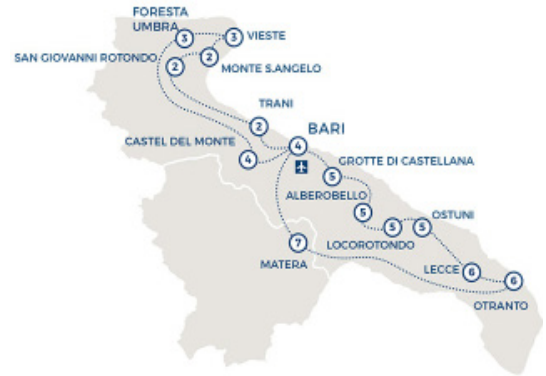 FORESTA
UMBRA
3
3
VIESTE
SAN GIOVANNI ROTONDO
2
2
MONTE S.ANGELO
TRANI
2
BARI
4
CASTEL DEL MONTE
4
GROTTE DI CASTELLANA
5
ALBEROBELLO
5
OSTUNI
5
5
LOCOROTONDO
7
MATERA
LECCE
6
6
OTRANTO